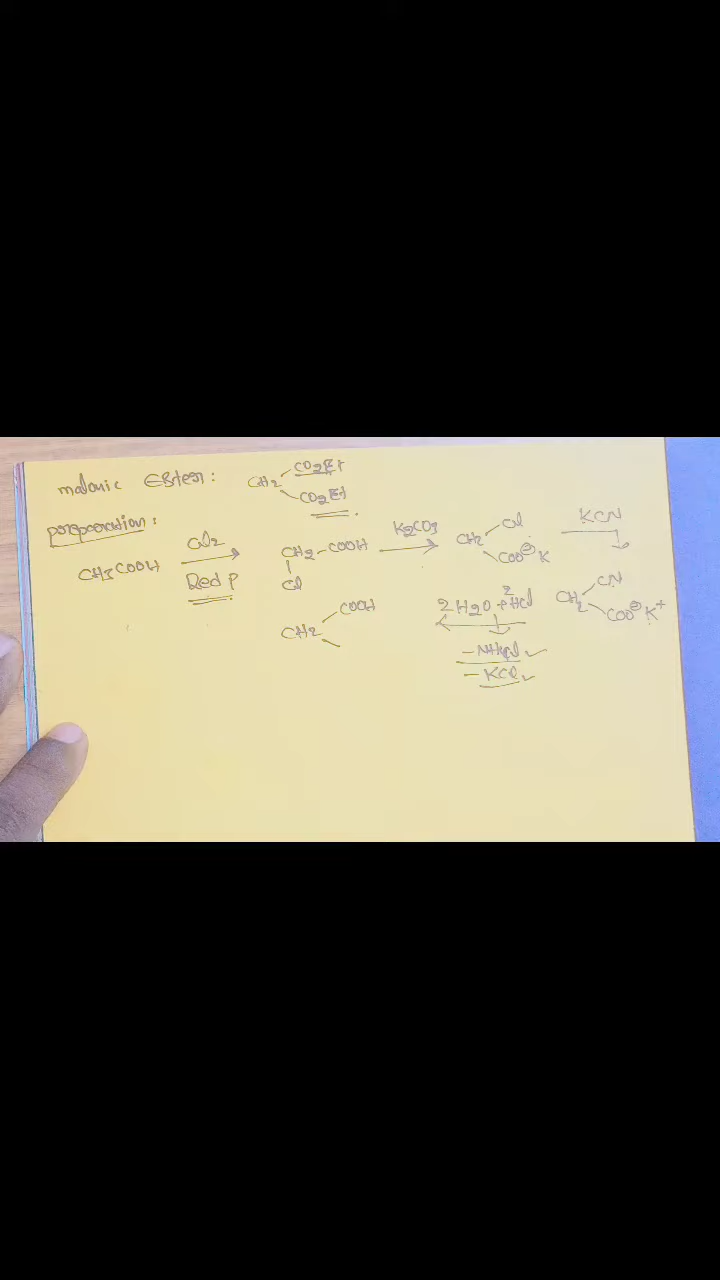 malonic Ester: CH2 CO2Et CO2Et
preparation:
CH3COOH Cl2 Red P CH2-COOH Cl K2CO3 CH2 Cl COO⊖K KCN
CH2 CN COO⊖K+
2H2O+2HCl
-NH4Cl
-KCl
CH2 COOH